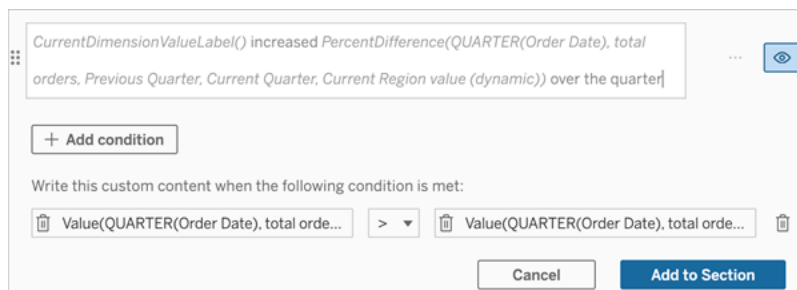 CurrentDimensionValueLabel() increased PercentDifference(QUARTER(Order Date), total
orders, Previous Quarter, Current Quarter, Current Region value (dynamic)) over the quarter
+ Add condition
Write this custom content when the following condition is met:
Value(QUARTER(Order Date), total orde... > Value(QUARTER(Order Date), total orde...
Cancel Add to Section